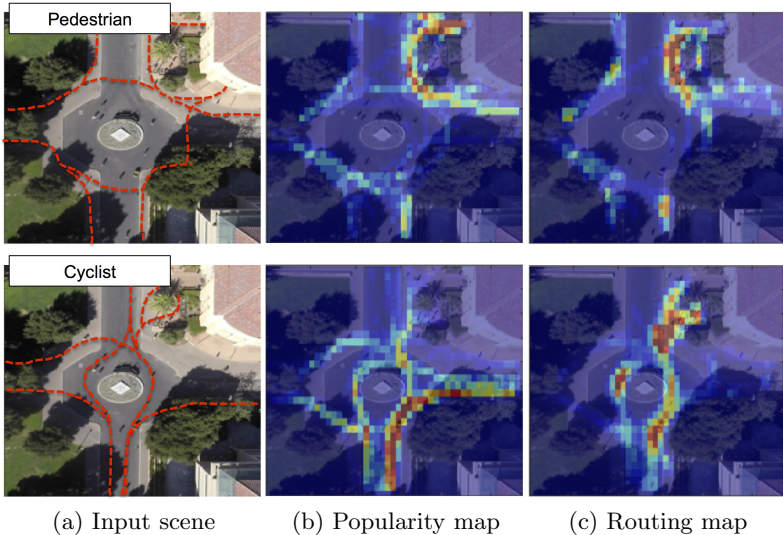 Pedestrian
Cyclist
(a) Input scene
(b) Popularity map
(c) Routing map